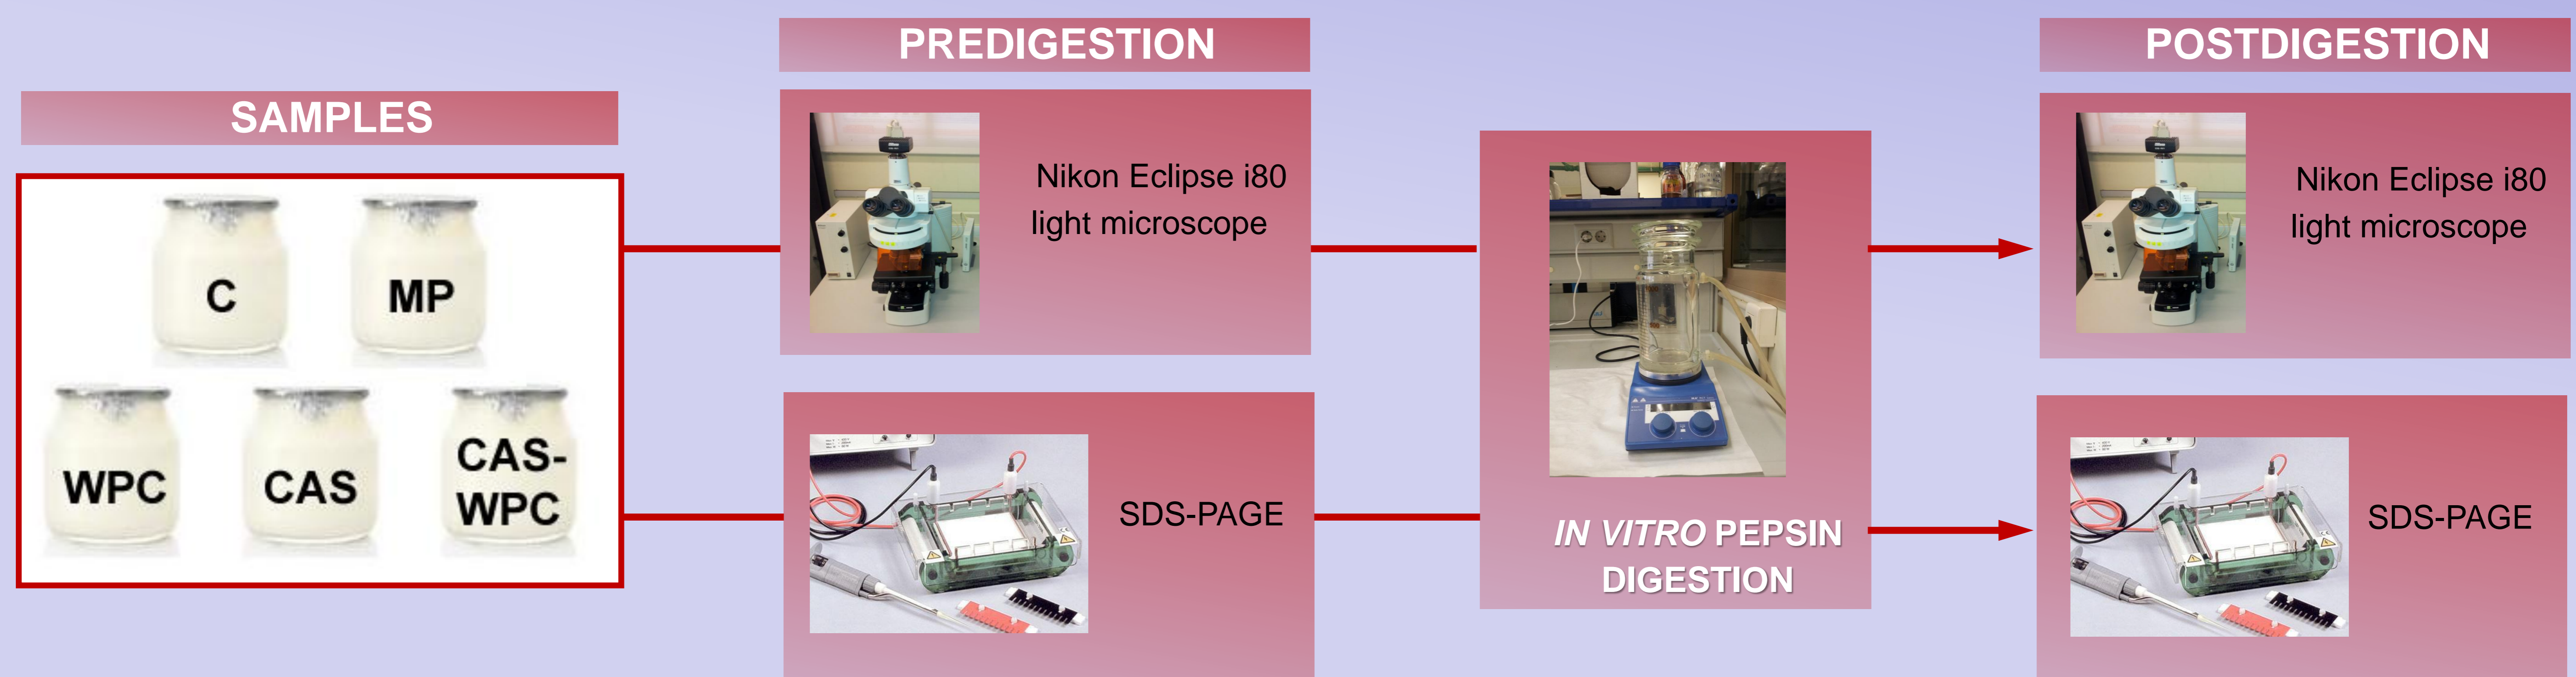 SAMPLES
C
MP
WPC
CAS
CAS-
WPC
PREDIGESTION
Nikon Eclipse i80
light microscope
SDS-PAGE
IN VITRO PEPSIN
DIGESTION
POSTDIGESTION
Nikon Eclipse i80
light microscope
SDS-PAGE